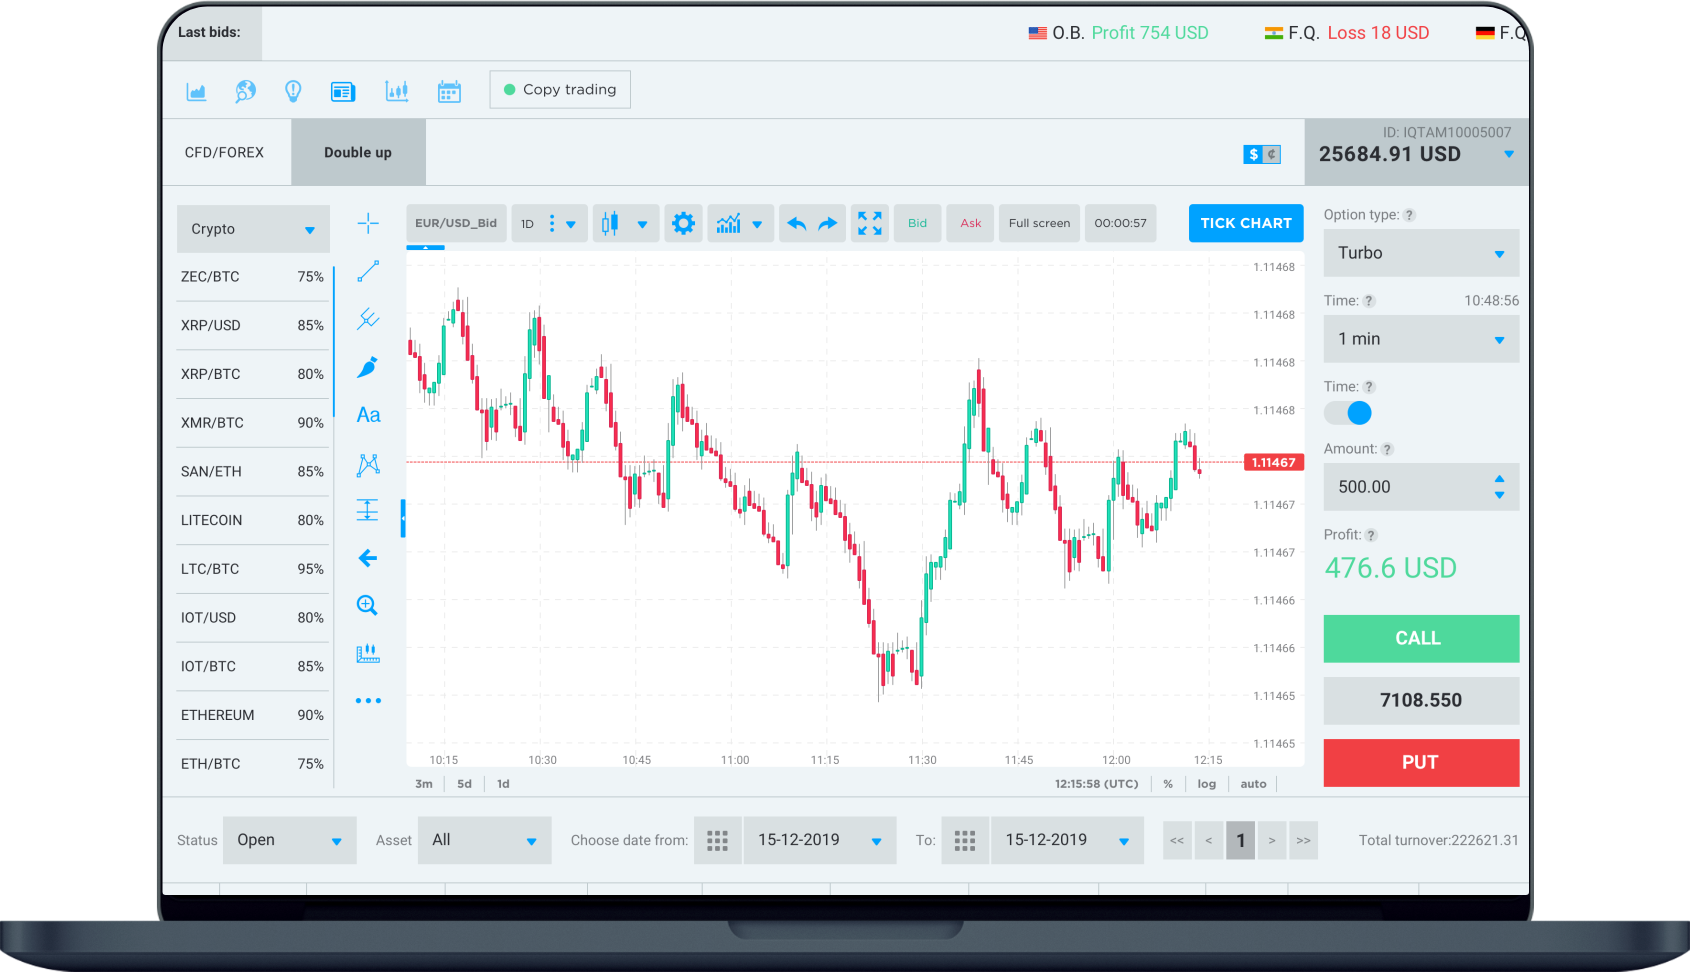 Last bids:
O.B. Profit 754 USD
F.Q. Loss 18 USD
F.Q
Copy trading
CFD/FOREX
Double up
$ ¢
ID: IQTAM10005007
25684.91 USD
Crypto
ZEC/BTC 75%
XRP/USD 85%
XRP/BTC 80%
XMR/BTC 90%
SAN/ETH 85%
LITECOIN 80%
LTC/BTC 95%
IOT/USD 80%
IOT/BTC 85%
ETHEREUM 90%
ETH/BTC 75%
Aa
EUR/USD_Bid
1D
Bid
Ask
Full screen
00:00:57
TICK CHART
1.11468
1.11468
1.11468
1.11468
1.11467
1.11467
1.11467
1.11466
1.11466
1.11465
1.11465
10:15 10:30 10:45 11:00 11:15 11:30 11:45 12:00 12:15
3m 5d 1d
12:15:58 (UTC) % log auto
Option type: ?
Turbo
Time: ? 10:48:56
1 min
Time: ?
Amount: ?
500.00
Profit: ?
476.6 USD
CALL
7108.550
PUT
Status Open
Asset All
Choose date from: 15-12-2019
To: 15-12-2019
<< < 1 > >>
Total turnover:222621.31